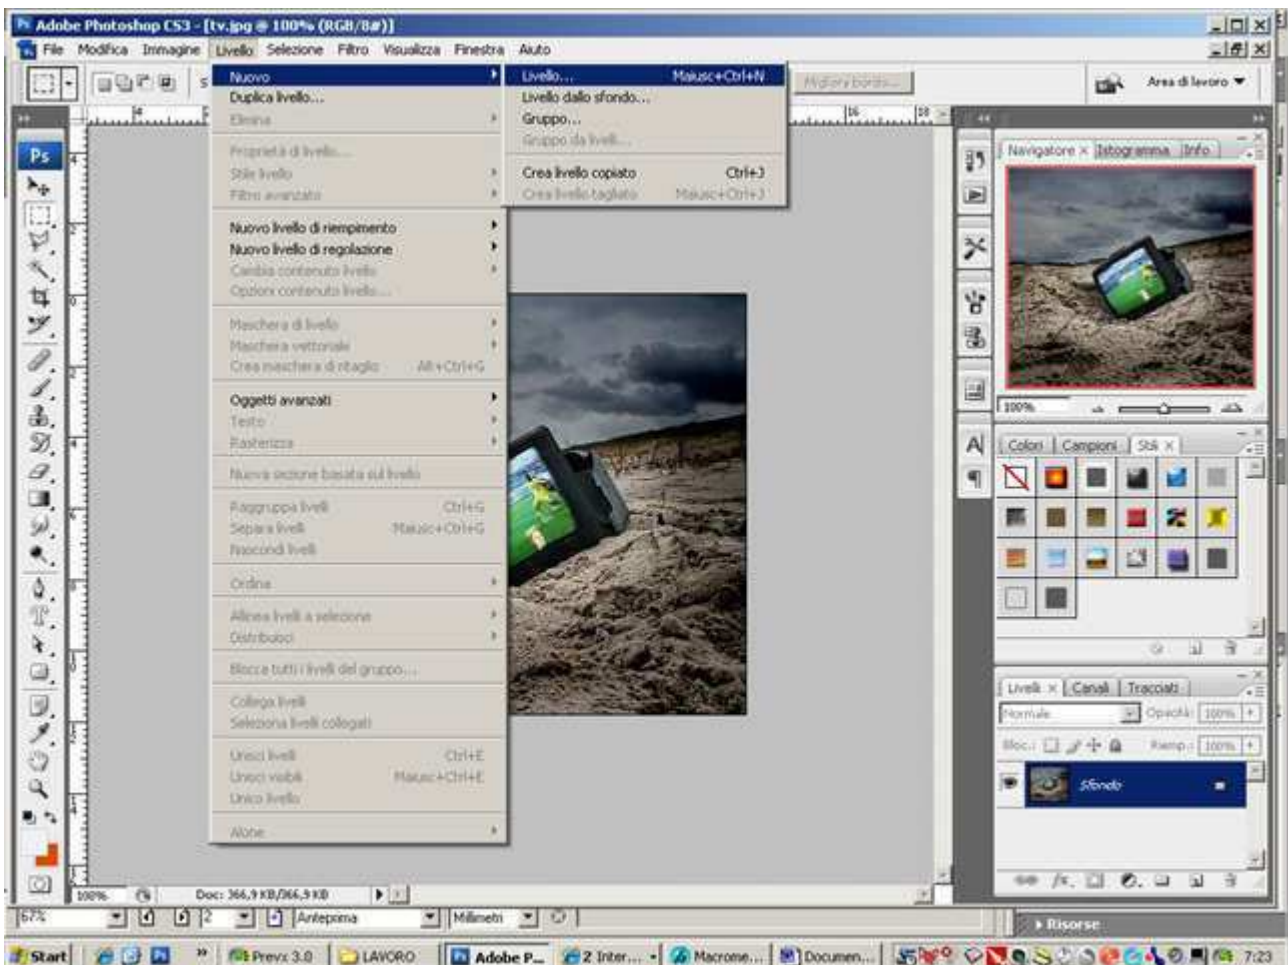 Adobe Photoshop CS3 - [tv.jpg @ 100% (RGB/8#)]
File Modifica Immagine Livello Selezione Filtro Visualizza Finestra Aiuto
S
Migliora bordo...
Area di lavoro
Nuovo
Duplica livello...
Elimina
Proprietà di livello...
Stile livello
Filtro avanzato
Nuovo livello di riempimento
Nuovo livello di regolazione
Cambia contenuto livello
Opzioni contenuto livello...
Maschera di livello
Maschera vettoriale
Crea maschera di ritaglio Alt+Ctrl+G
Oggetti avanzati
Testo
Rasterizza
Nuova sezione basata sul livello
Raggruppa livelli Ctrl+G
Separa livelli Maiusc+Ctrl+G
Nascondi livelli
Ordina
Allinea livelli a selezione
Distribuisci
Blocca tutti i livelli del gruppo...
Collega livelli
Seleziona livelli collegati
Unisci livelli Ctrl+E
Unisci visibili Maiusc+Ctrl+E
Unico livello
Alone
Livello... Maiusc+Ctrl+N
Livello dallo sfondo...
Gruppo...
Gruppo da livelli...
Crea livello copiato Ctrl+J
Crea livello tagliato Maiusc+Ctrl+J
16 18
Ps
Navigatore Istogramma Info
100%
Colori Campioni Stili
Livelli Canali Tracciati
Normale Opacità: 100%
Bloc.: Riemp.: 100%
Sfondo
100% Doc: 366,9 KB/366,9 KB
67% 2 Anteprima Millimetri
Risorse
Start Prevx 3.0 LAVORO Adobe P... 2 Inter... Macrome... Documen... 7:23